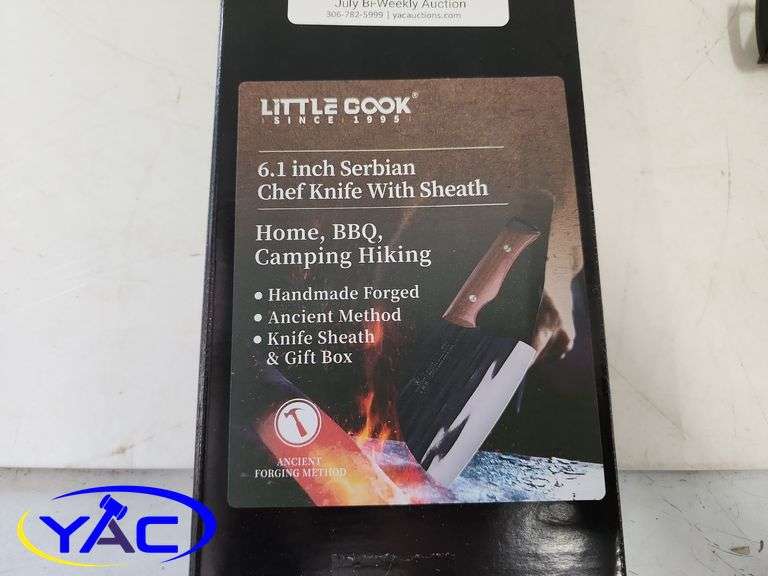 July Bi-Weekly Auction
306-782-5999 | yacauctions.com
LITTLE COOK®
SINCE 1995
6.1 inch Serbian
Chef Knife With Sheath
Home, BBQ,
Camping Hiking
• Handmade Forged
• Ancient Method
• Knife Sheath
& Gift Box
ANCIENT
FORGING METHOD
YAC